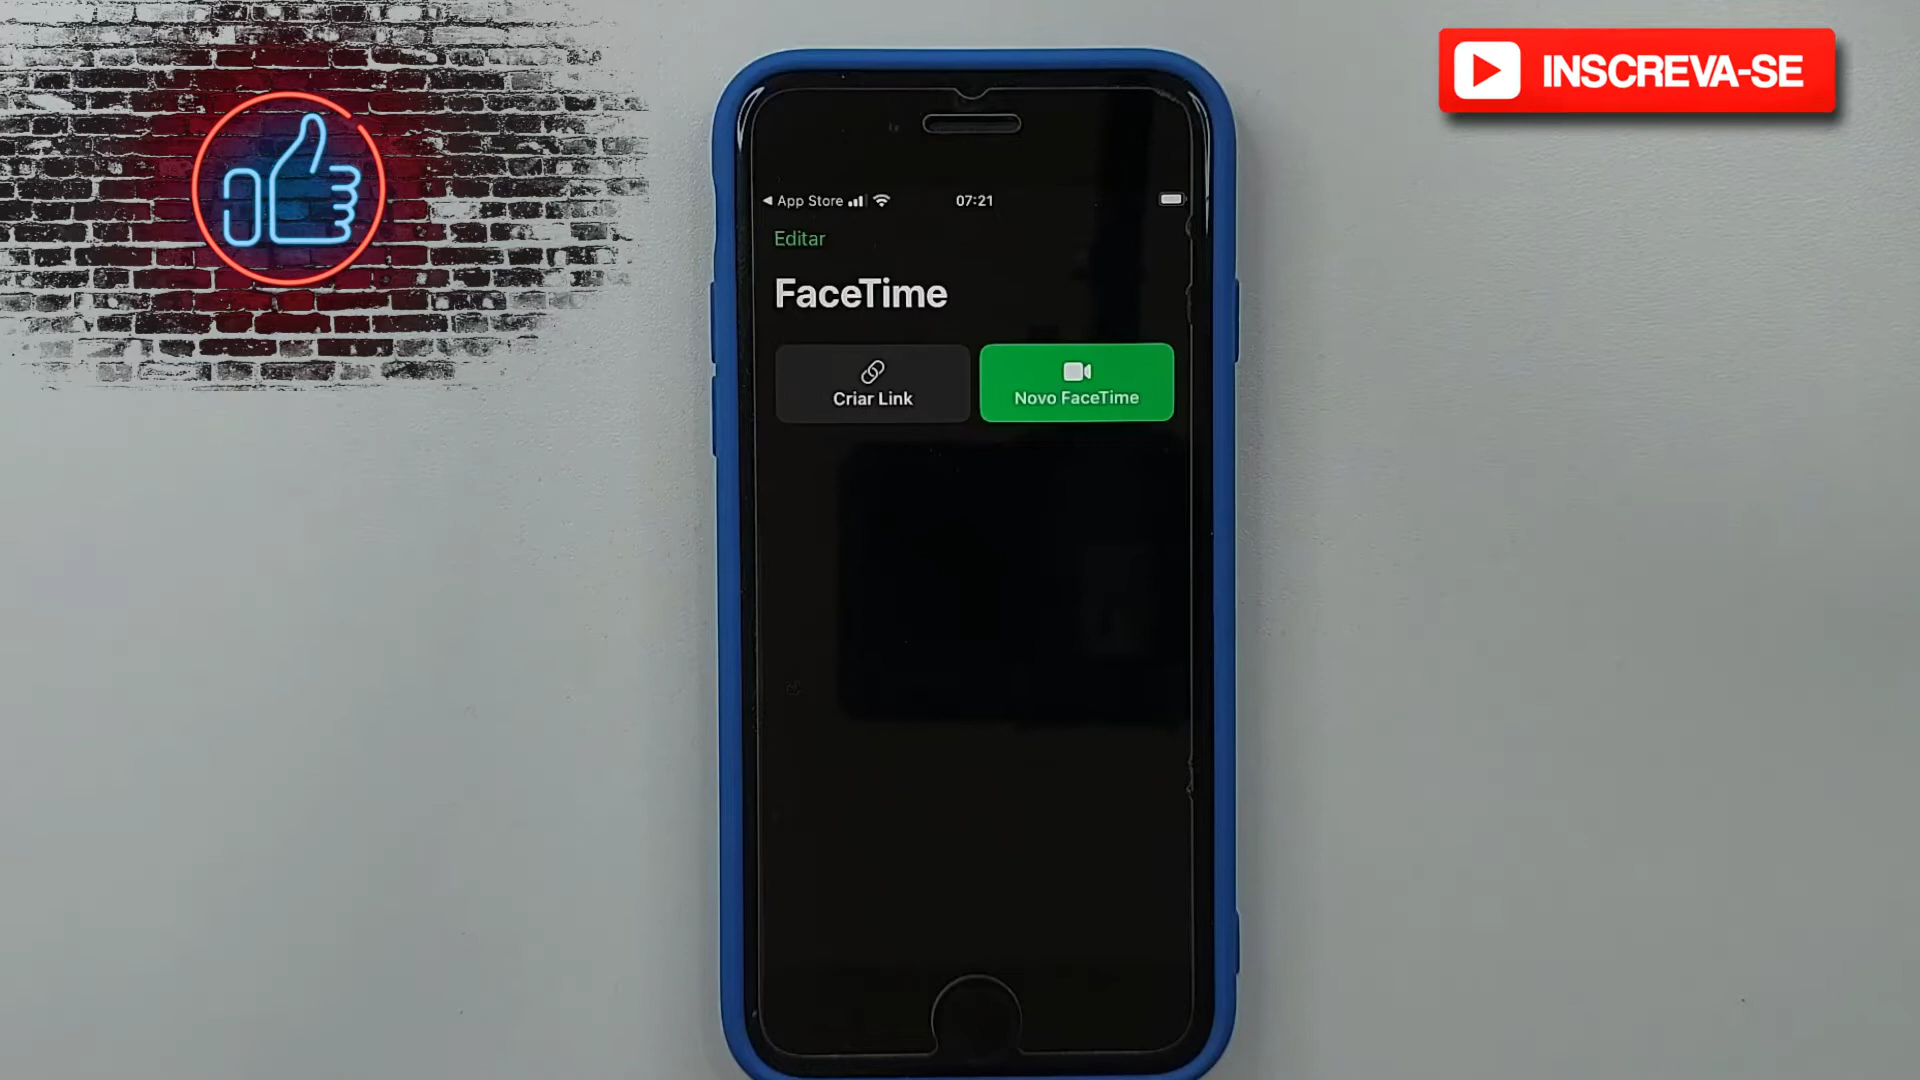 INSCREVA-SE
App Store 07:21
Editar
FaceTime
Criar Link
Novo FaceTime